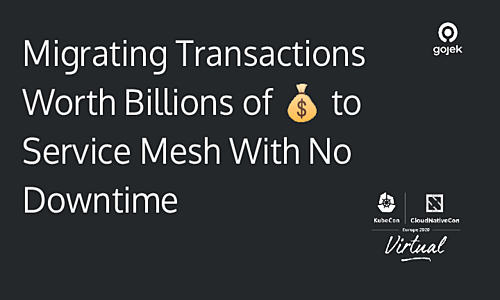 gojek
Migrating Transactions
Worth Billions of 💰 to
Service Mesh With No
Downtime
KubeCon
CloudNativeCon
Europe 2020
Virtual